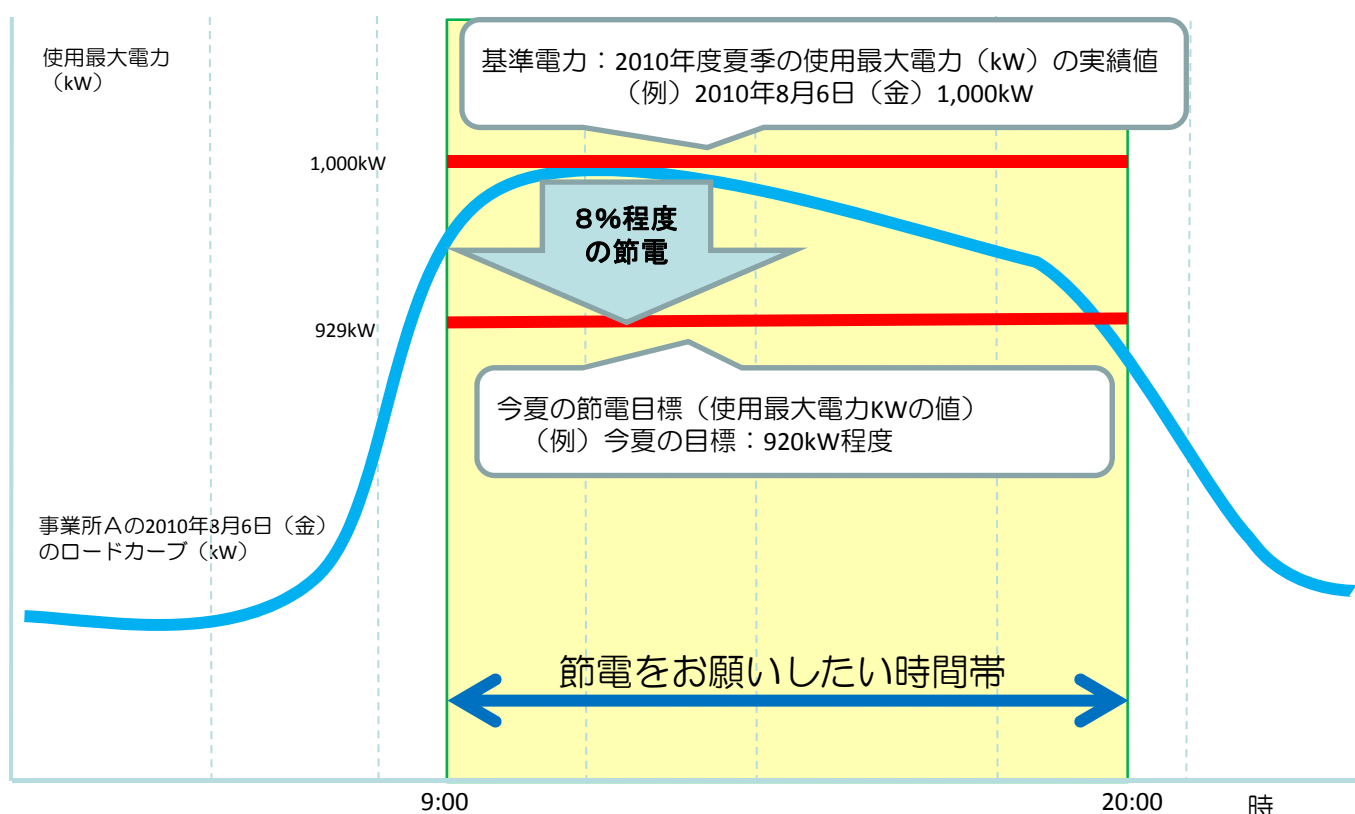 使用最大電力
（kW）
基準電力：2010年度夏季の使用最大電力（kW）の実績値
（例）2010年8月6日（金）1,000kW
1,000kW
8%程度
の節電
929kW
今夏の節電目標（使用最大電力KWの値）
（例）今夏の目標：920kW程度
事業所Aの2010年8月6日（金）
のロードカーブ（kW）
節電をお願いしたい時間帯
9:00
20:00
時